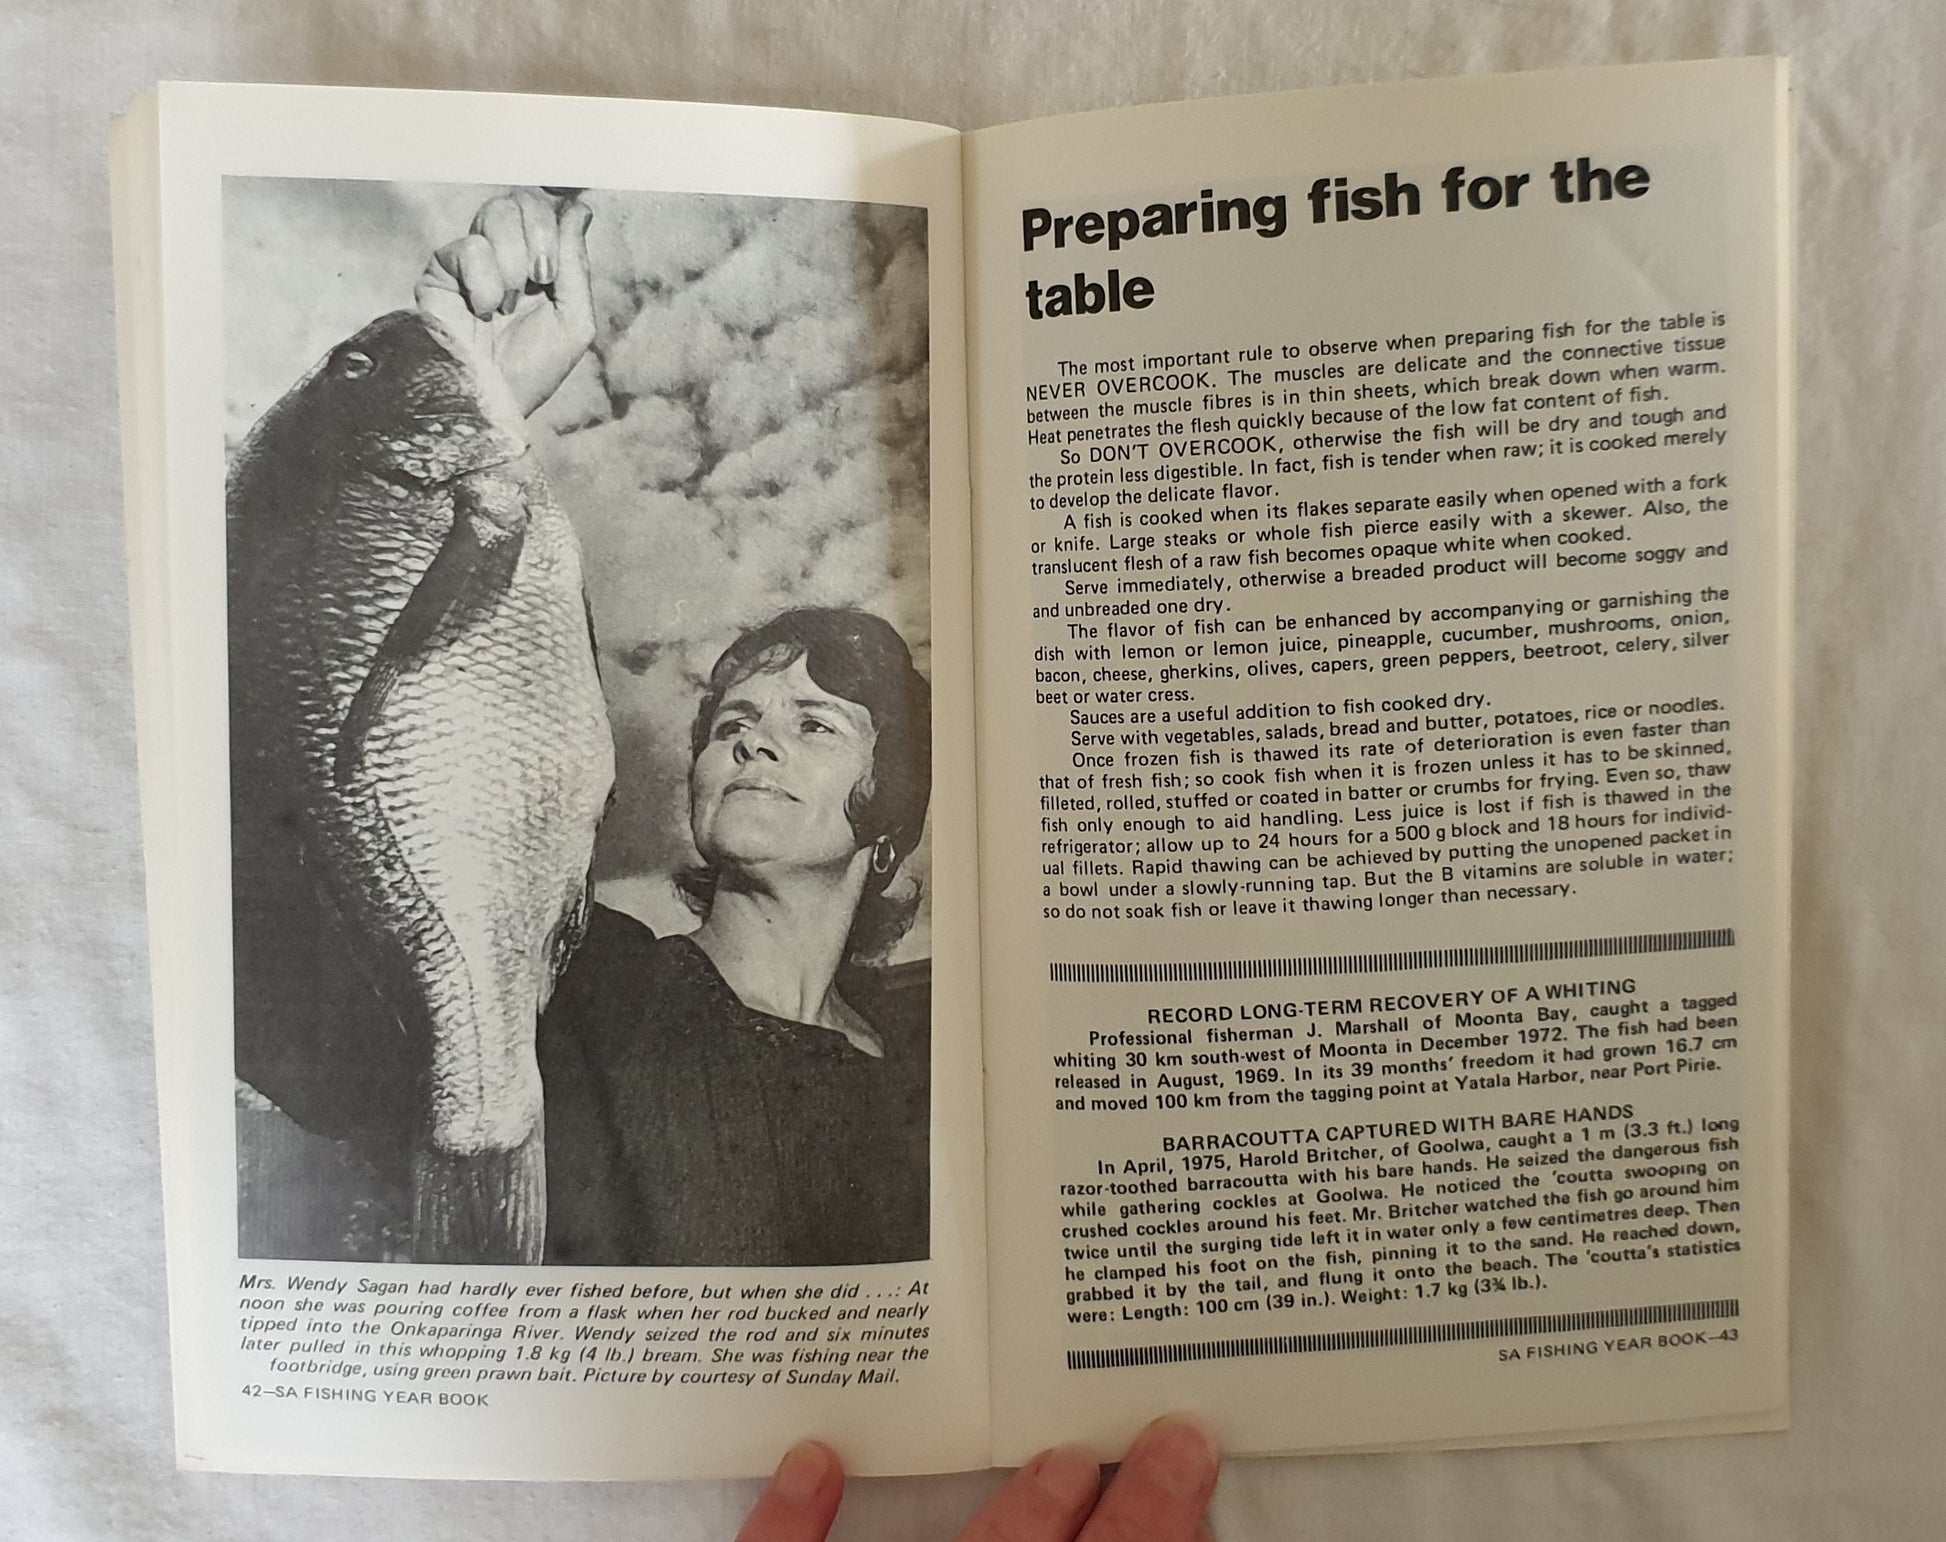 Mrs. Wendy Sagan had hardly ever fished before, but when she did . . .: At
noon she was pouring coffee from a flask when her rod bucked and nearly
tipped into the Onkaparinga River. Wendy seized the rod and six minutes
later pulled in this whopping 1.8 kg (4 lb.) bream. She was fishing near the
footbridge, using green prawn bait. Picture by courtesy of Sunday Mail.
42—SA FISHING YEAR BOOK
Preparing fish for the
table
The most important rule to observe when preparing fish for the table is
NEVER OVERCOOK. The muscles are delicate and the connective tissue
between the muscle fibres is in thin sheets, which break down when warm.
Heat penetrates the flesh quickly because of the low fat content of fish.
So DON'T OVERCOOK, otherwise the fish will be dry and tough and
the protein less digestible. In fact, fish is tender when raw; it is cooked merely
to develop the delicate flavor.
A fish is cooked when its flakes separate easily when opened with a fork
or knife. Large steaks or whole fish pierce easily with a skewer. Also, the
translucent flesh of a raw fish becomes opaque white when cooked.
Serve immediately, otherwise a breaded product will become soggy and
and unbreaded one dry.
The flavor of fish can be enhanced by accompanying or garnishing the
dish with lemon or lemon juice, pineapple, cucumber, mushrooms, onion,
bacon, cheese, gherkins, olives, capers, green peppers, beetroot, celery, silver
beet or water cress.
Sauces are a useful addition to fish cooked dry.
Serve with vegetables, salads, bread and butter, potatoes, rice or noodles.
Once frozen fish is thawed its rate of deterioration is even faster than
that of fresh fish; so cook fish when it is frozen unless it has to be skinned,
filleted, rolled, stuffed or coated in batter or crumbs for frying. Even so, thaw
fish only enough to aid handling. Less juice is lost if fish is thawed in the
refrigerator; allow up to 24 hours for a 500 g block and 18 hours for individ-
ual fillets. Rapid thawing can be achieved by putting the unopened packet in
a bowl under a slowly-running tap. But the B vitamins are soluble in water;
so do not soak fish or leave it thawing longer than necessary.
RECORD LONG-TERM RECOVERY OF A WHITING
Professional fisherman J. Marshall of Moonta Bay, caught a tagged
whiting 30 km south-west of Moonta in December 1972. The fish had been
released in August, 1969. In its 39 months' freedom it had grown 16.7 cm
and moved 100 km from the tagging point at Yatala Harbor, near Port Pirie.
BARRACOUTTA CAPTURED WITH BARE HANDS
In April, 1975, Harold Britcher, of Goolwa, caught a 1 m (3.3 ft.) long
razor-toothed barracoutta with his bare hands. He seized the dangerous fish
while gathering cockles at Goolwa. He noticed the 'coutta swooping on
crushed cockles around his feet. Mr. Britcher watched the fish go around him
twice until the surging tide left it in water only a few centimetres deep. Then
he clamped his foot on the fish, pinning it to the sand. He reached down,
grabbed it by the tail, and flung it onto the beach. The 'coutta's statistics
were: Length: 100 cm (39 in.). Weight: 1.7 kg (3¾ lb.).
SA FISHING YEAR BOOK—43